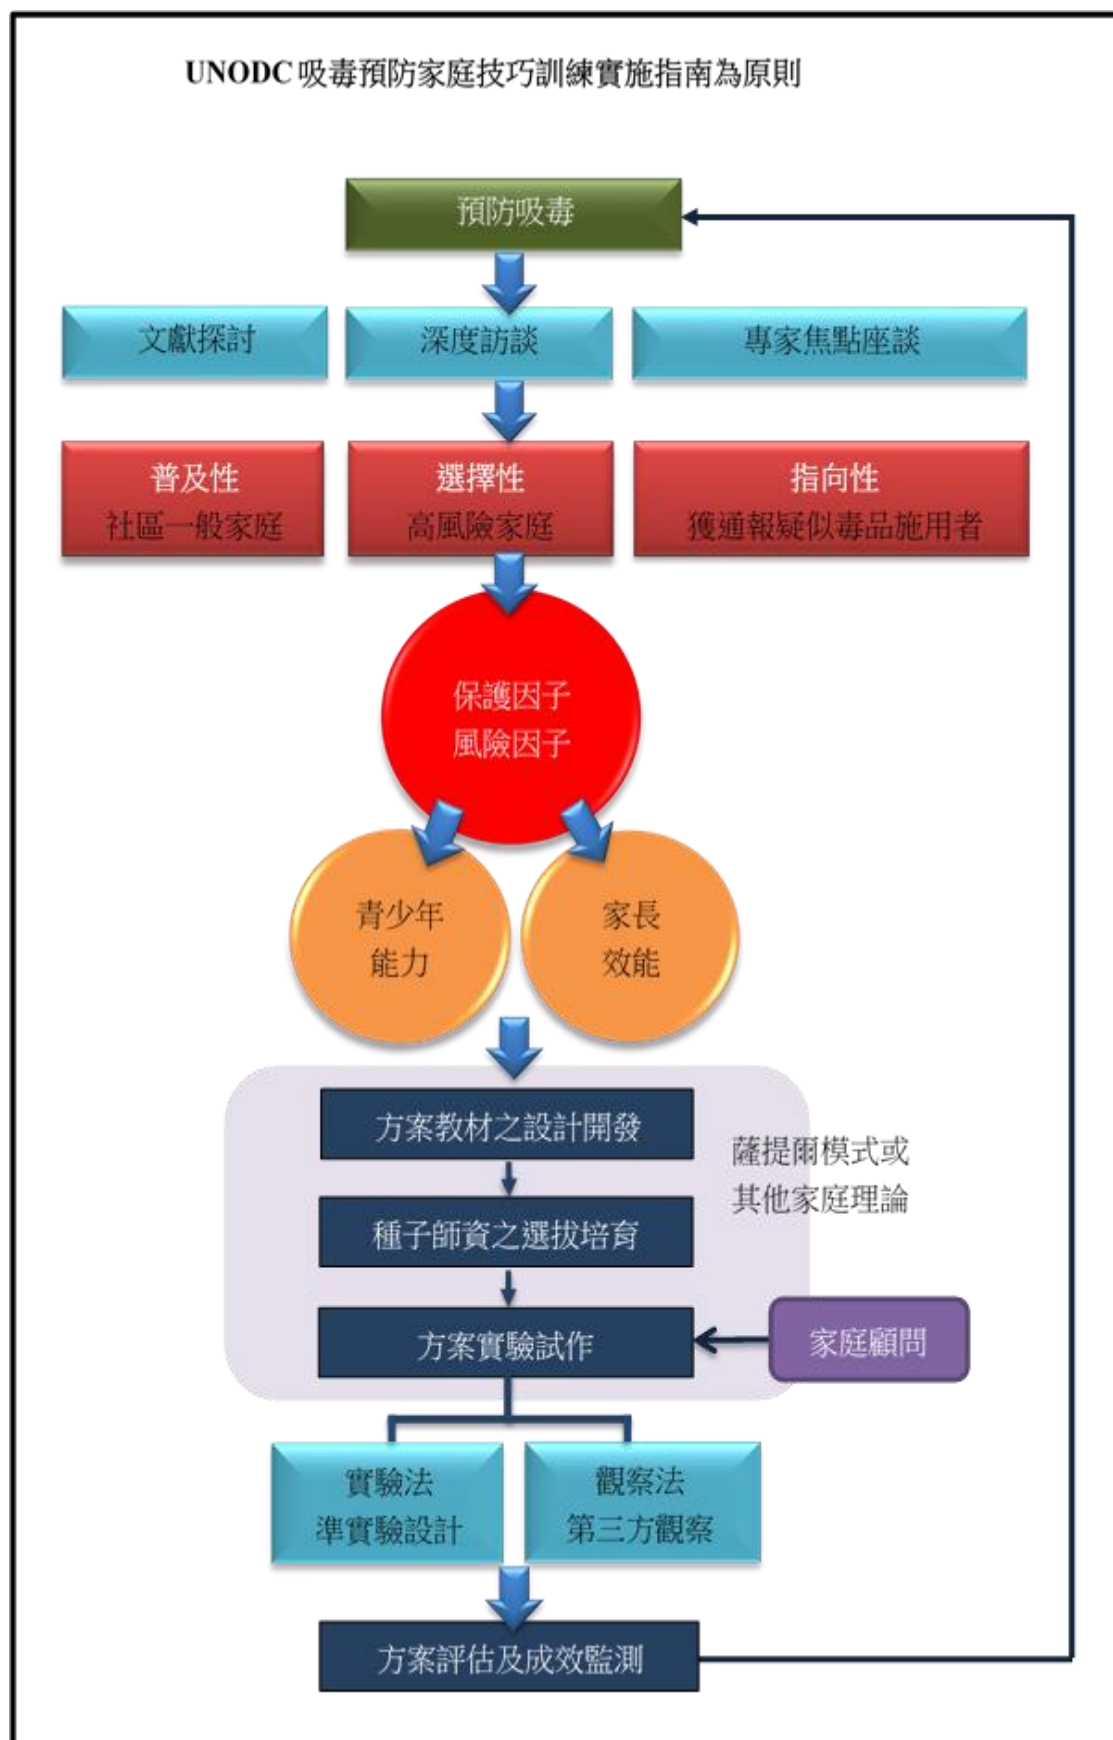 UNODC 吸毒預防家庭技巧訓練實施指南為原則
預防吸毒
文獻探討
深度訪談
專家焦點座談
普及性
社區一般家庭
選擇性
高風險家庭
指向性
獲通報疑似毒品施用者
保護因子
風險因子
青少年
能力
家長
效能
方案教材之設計開發
薩提爾模式或
其他家庭理論
種子師資之選拔培育
方案實驗試作
家庭顧問
實驗法
準實驗設計
觀察法
第三方觀察
方案評估及成效監測